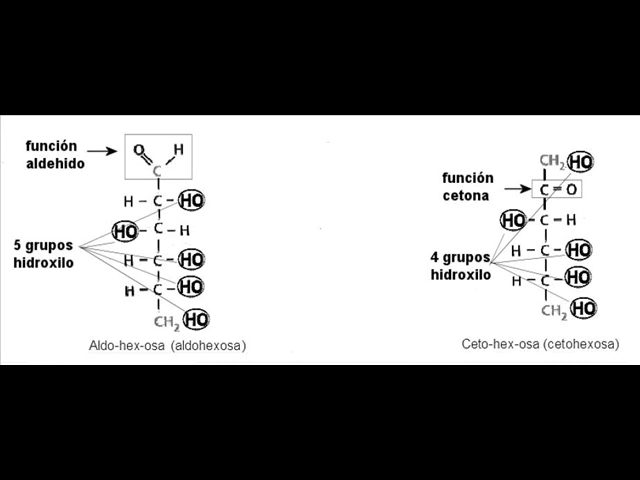 función
aldehido
O H
C
H – C – HO
HO – C – H
5 grupos
hidroxilo
H – C – HO
H – C – HO
CH2 HO
Aldo-hex-osa (aldohexosa)
CH2 HO
función
cetona
C = O
HO – C – H
4 grupos
hidroxilo
H – C – HO
H – C – HO
CH2 HO
Ceto-hex-osa (cetohexosa)